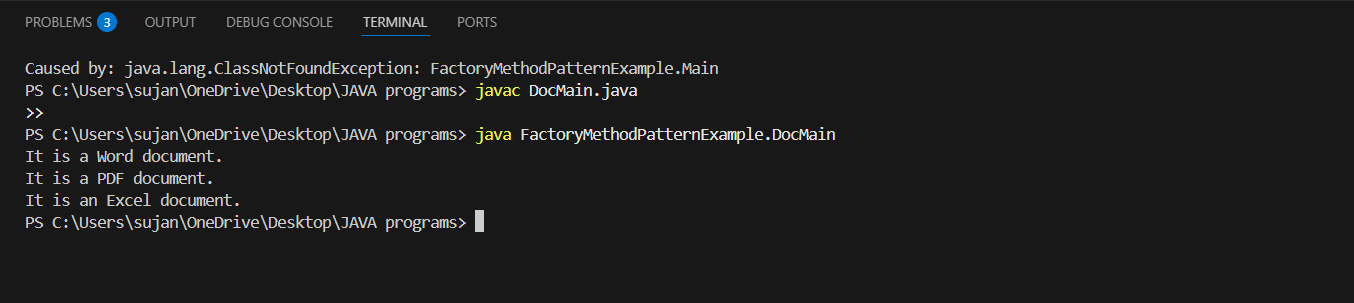 PROBLEMS 3 OUTPUT DEBUG CONSOLE TERMINAL PORTS
Caused by: java.lang.ClassNotFoundException: FactoryMethodPatternExample.Main
PS C:\Users\sujan\OneDrive\Desktop\JAVA programs> javac DocMain.java
>>
PS C:\Users\sujan\OneDrive\Desktop\JAVA programs> java FactoryMethodPatternExample.DocMain
It is a Word document.
It is a PDF document.
It is an Excel document.
PS C:\Users\sujan\OneDrive\Desktop\JAVA programs>